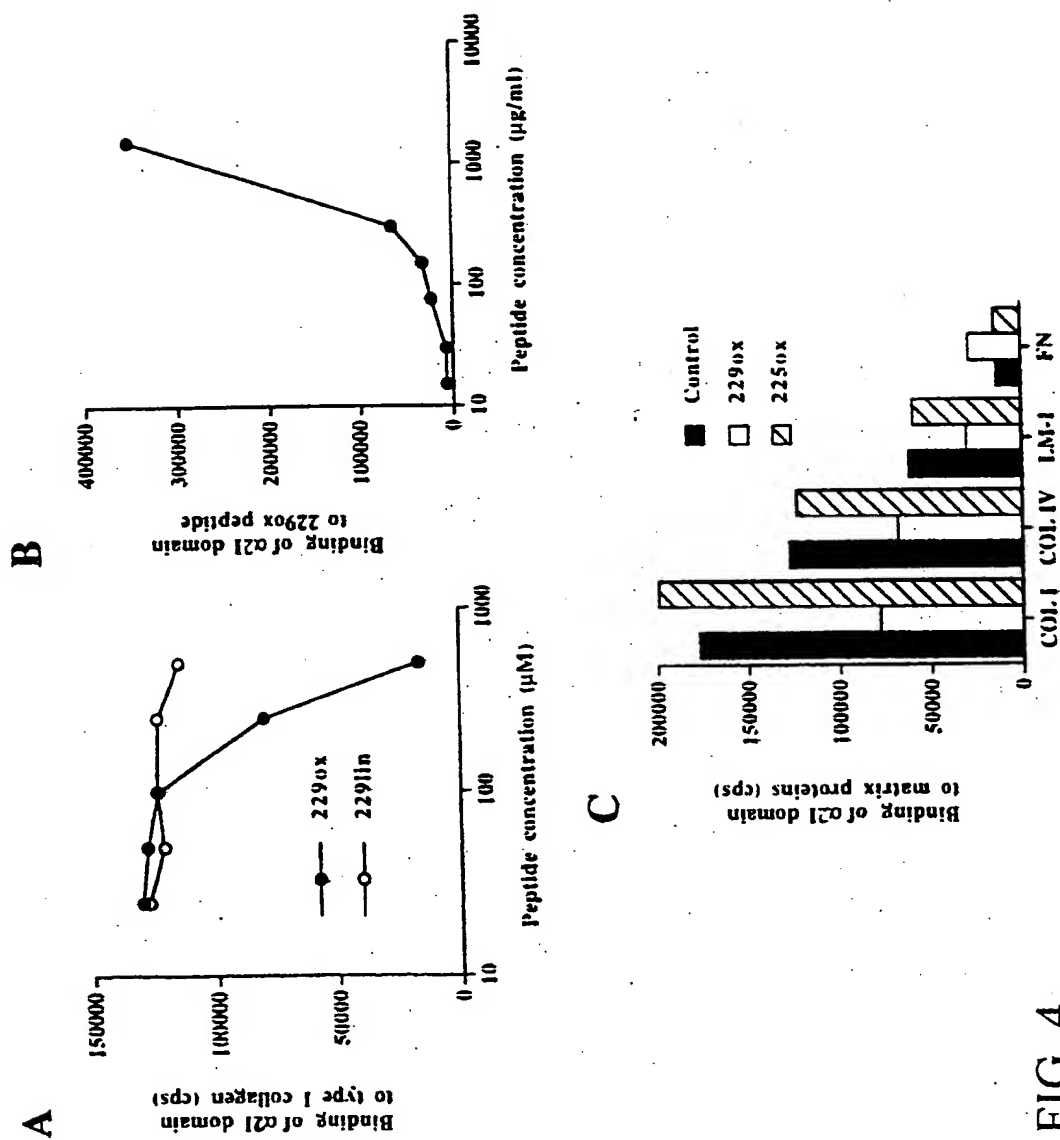 A
Binding of α2I domain
to type I collagen (cps)
150000
100000
50000
0
10
100
1000
Peptide concentration (µM)
229ox
229lin
B
Binding of α2I domain
to 229ox peptide
400000
300000
200000
100000
0
10
100
1000
10000
Peptide concentration (µg/ml)
C
Binding of α2I domain
to matrix proteins (cps)
200000
150000
100000
50000
0
COL I
COL IV
LM-1
FN
Control
229ox
225ox
FIG 4